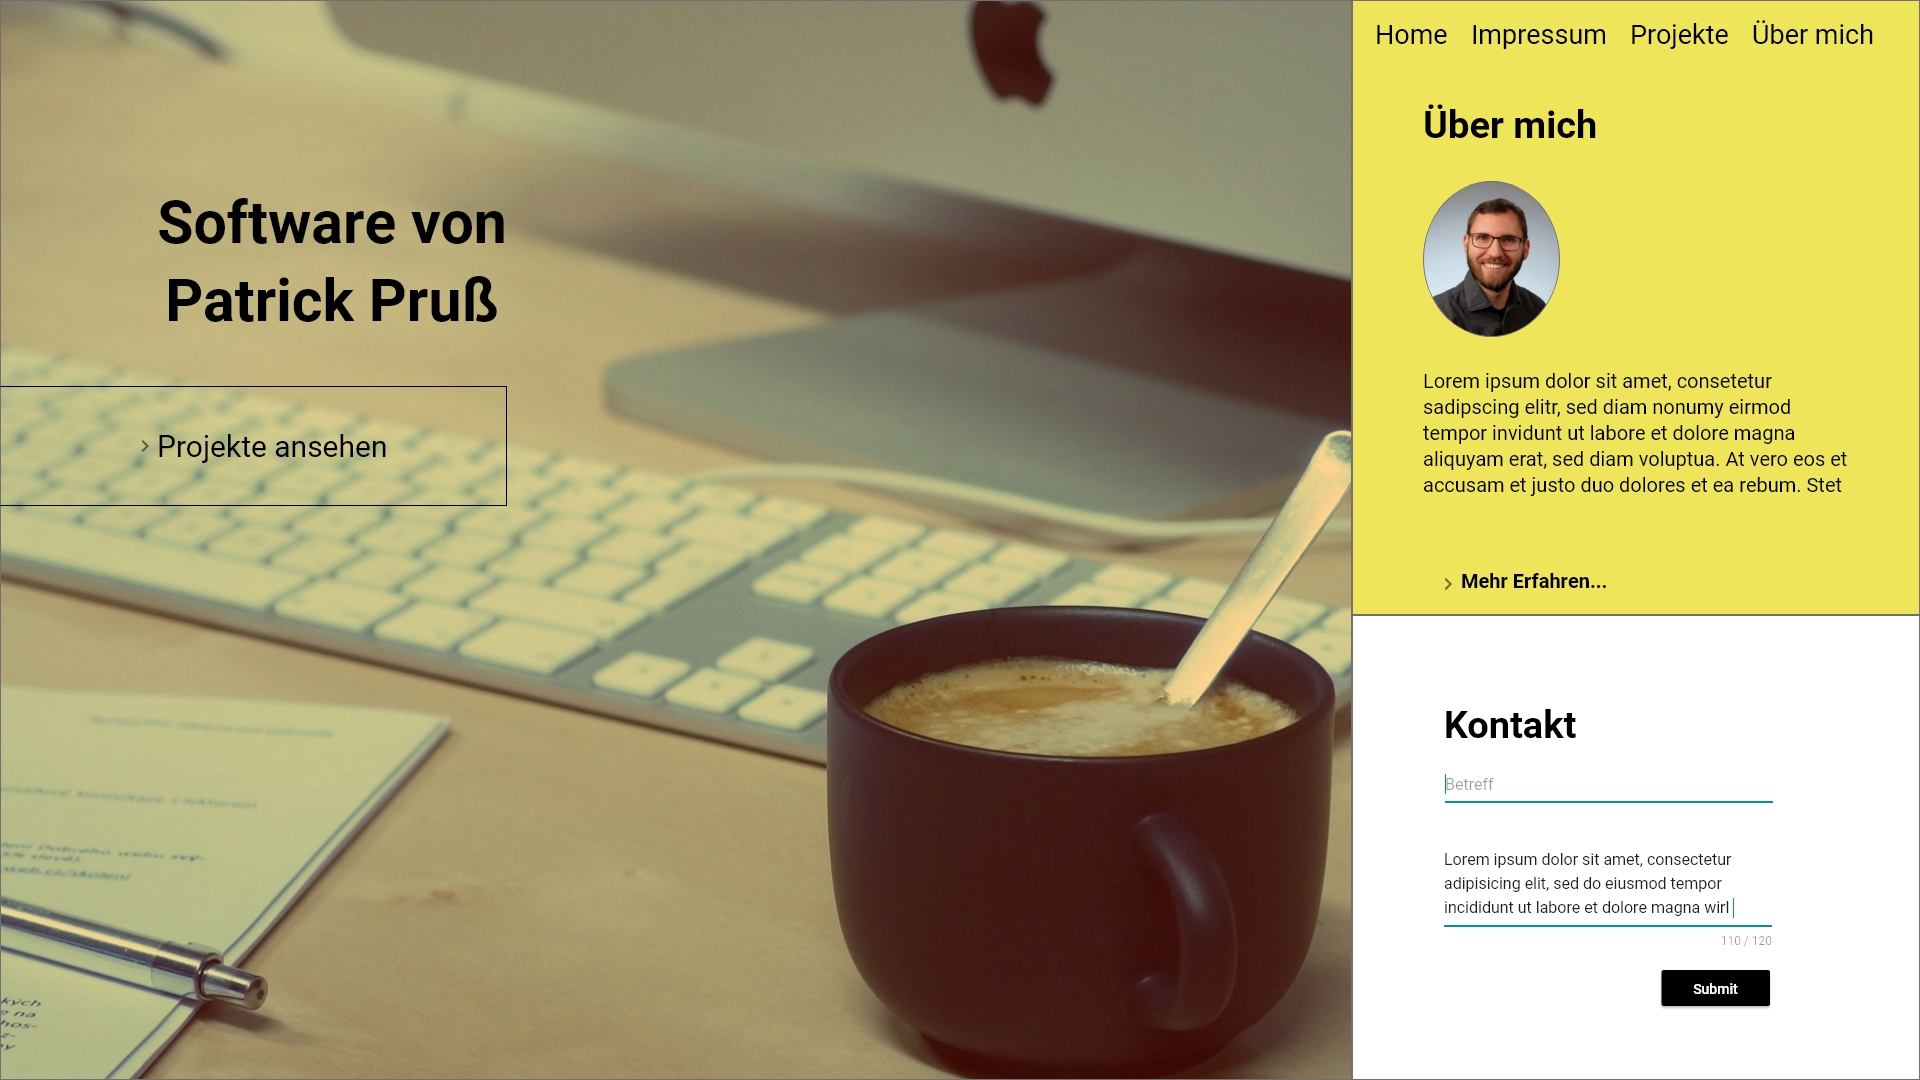 Home Impressum Projekte Über mich
Software von
Patrick Pruß
Projekte ansehen
Über mich
Lorem ipsum dolor sit amet, consetetur
sadipscing elitr, sed diam nonumy eirmod
tempor invidunt ut labore et dolore magna
aliquyam erat, sed diam voluptua. At vero eos et
accusam et justo duo dolores et ea rebum. Stet
Mehr Erfahren...
Kontakt
Betreff
Lorem ipsum dolor sit amet, consectetur
adipisicing elit, sed do eiusmod tempor
incididunt ut labore et dolore magna wirl
110 / 120
Submit
kých
e na
hos-
z-